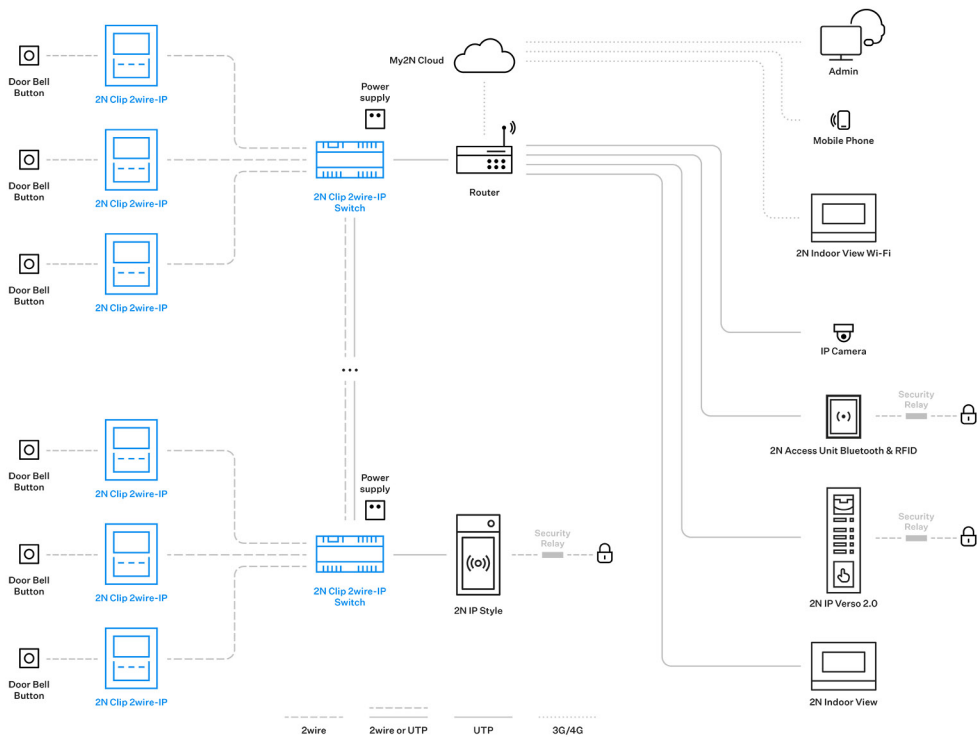 Door Bell
Button
2N Clip 2wire-IP
Door Bell
Button
2N Clip 2wire-IP
Door Bell
Button
2N Clip 2wire-IP
Power
supply
2N Clip 2wire-IP
Switch
My2N Cloud
Router
Admin
Mobile Phone
2N Indoor View Wi-Fi
IP Camera
Security
Relay
2N Access Unit Bluetooth & RFID
Security
Relay
2N IP Verso 2.0
2N Indoor View
...
Door Bell
Button
2N Clip 2wire-IP
Door Bell
Button
2N Clip 2wire-IP
Door Bell
Button
2N Clip 2wire-IP
Power
supply
2N Clip 2wire-IP
Switch
2N IP Style
Security
Relay
2wire
2wire or UTP
UTP
3G/4G